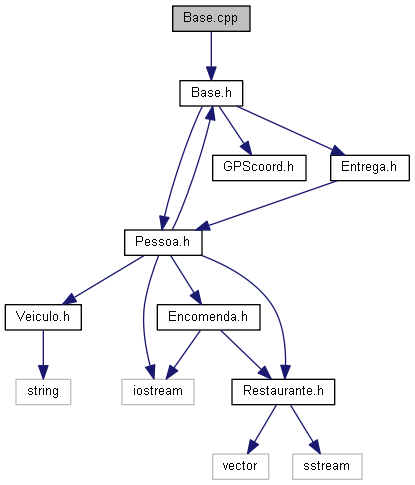 Base.cpp
Base.h
GPScoord.h
Entrega.h
Pessoa.h
Veiculo.h
Encomenda.h
string
iostream
Restaurante.h
vector
sstream